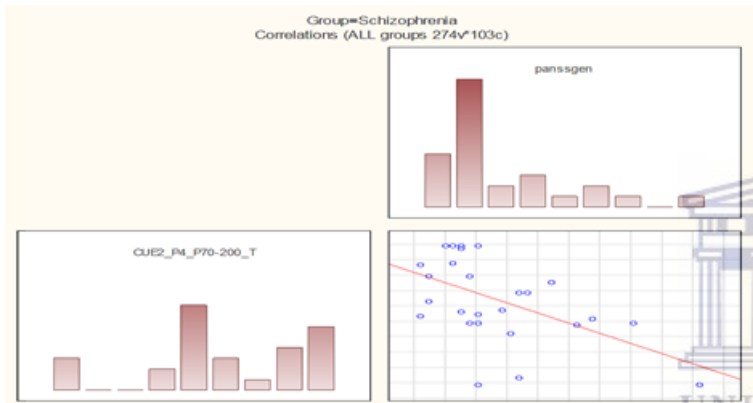 Group=Schizophrenia
Correlations (ALL groups 274v*103c)
panssgen
CUE2_P4_P70-200_T